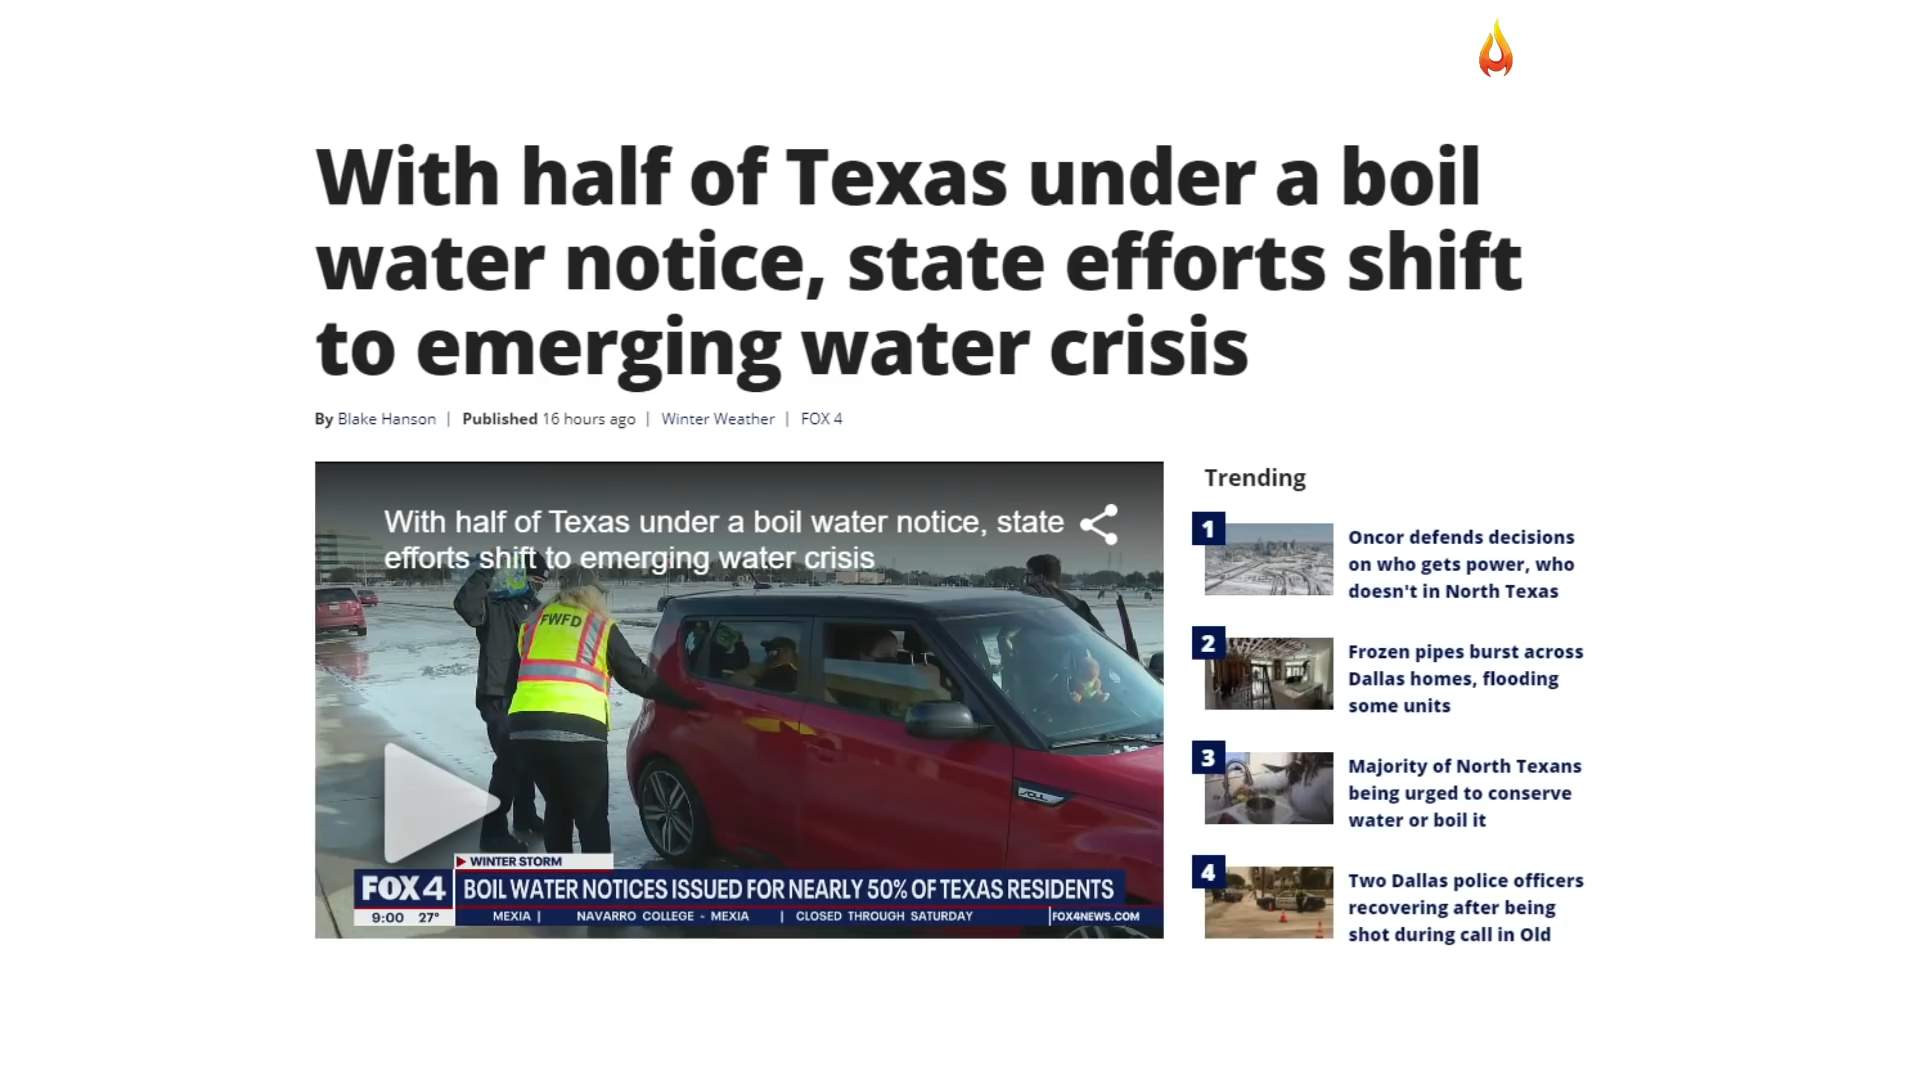 With half of Texas under a boil
water notice, state efforts shift
to emerging water crisis
By Blake Hanson | Published 16 hours ago | Winter Weather | FOX 4
With half of Texas under a boil water notice, state
efforts shift to emerging water crisis
FWFD
SOUL
WINTER STORM
FOX 4 BOIL WATER NOTICES ISSUED FOR NEARLY 50% OF TEXAS RESIDENTS
9:00 27° MEXIA | NAVARRO COLLEGE - MEXIA | CLOSED THROUGH SATURDAY FOX4NEWS.COM
Trending
1
Oncor defends decisions
on who gets power, who
doesn't in North Texas
2
Frozen pipes burst across
Dallas homes, flooding
some units
3
Majority of North Texans
being urged to conserve
water or boil it
4
Two Dallas police officers
recovering after being
shot during call in Old